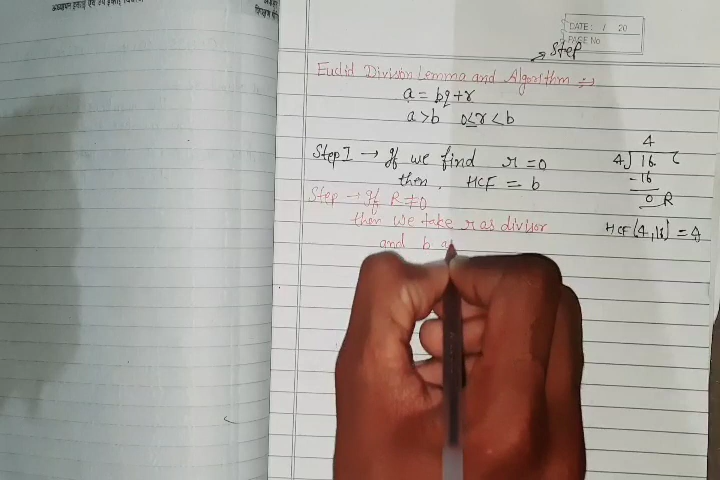 DATE: / 20
PAGE No
Step
Euclid Division Lemma and Algorithm :-)
a = bq+r
a>b 0≤r<b
Step I → If we find r = 0
then, HCF = b
4
4) 16 (
-16
0 R
HCF(4,16) = 4
Step → If R ≠ 0
then we take r as divisor
and b a